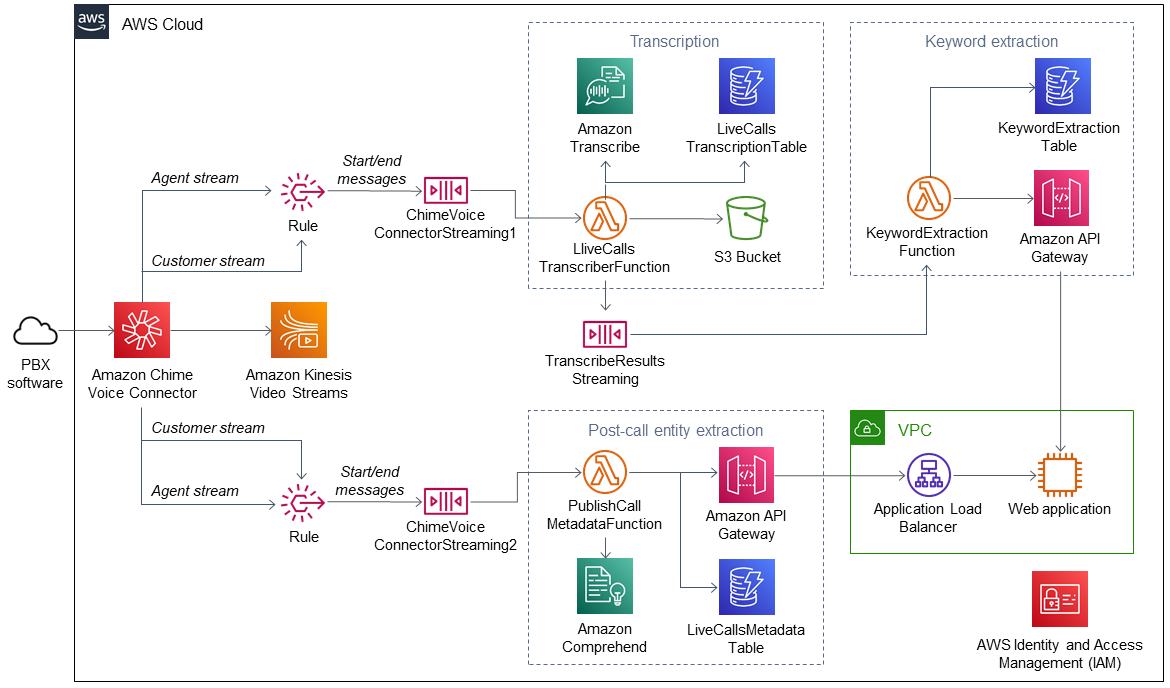 aws
AWS Cloud
Transcription
Amazon
Transcribe
LiveCalls
TranscriptionTable
LliveCalls
TranscriberFunction
S3 Bucket
Keyword extraction
KeywordExtraction
Table
KeywordExtraction
Function
Amazon API
Gateway
Agent stream
Customer stream
Rule
Start/end
messages
ChimeVoice
ConnectorStreaming1
TranscribeResults
Streaming
PBX
software
Amazon Chime
Voice Connector
Amazon Kinesis
Video Streams
Customer stream
Agent stream
Rule
Start/end
messages
ChimeVoice
ConnectorStreaming2
Post-call entity extraction
PublishCall
MetadataFunction
Amazon API
Gateway
Amazon
Comprehend
LiveCallsMetadata
Table
VPC
Application Load
Balancer
Web application
AWS Identity and Access
Management (IAM)